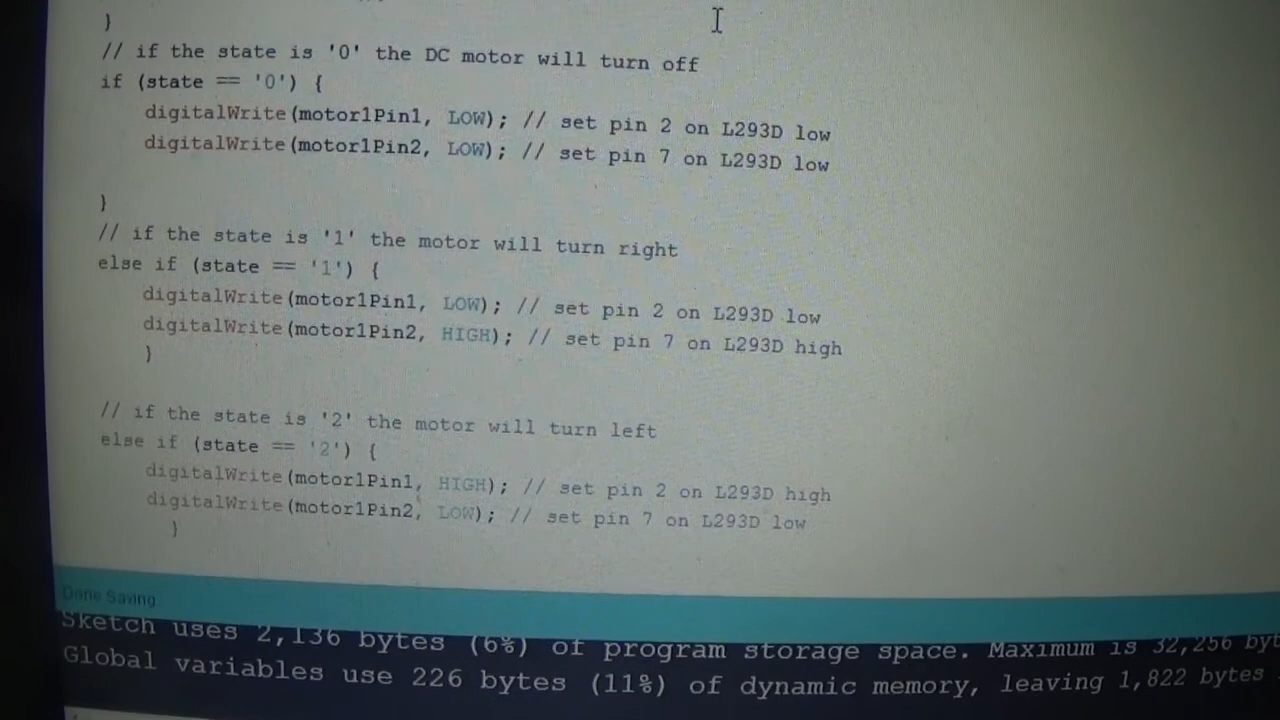 }
// if the state is '0' the DC motor will turn off
if (state == '0') {
digitalWrite(motor1Pin1, LOW); // set pin 2 on L293D low
digitalWrite(motor1Pin2, LOW); // set pin 7 on L293D low
}
// if the state is '1' the motor will turn right
else if (state == '1') {
digitalWrite(motor1Pin1, LOW); // set pin 2 on L293D low
digitalWrite(motor1Pin2, HIGH); // set pin 7 on L293D high
}
// if the state is '2' the motor will turn left
else if (state == '2') {
digitalWrite(motor1Pin1, HIGH); // set pin 2 on L293D high
digitalWrite(motor1Pin2, LOW); // set pin 7 on L293D low
}
Done Saving
Sketch uses 2,136 bytes (6%) of program storage space. Maximum is 32,256 byt
Global variables use 226 bytes (11%) of dynamic memory, leaving 1,822 bytes